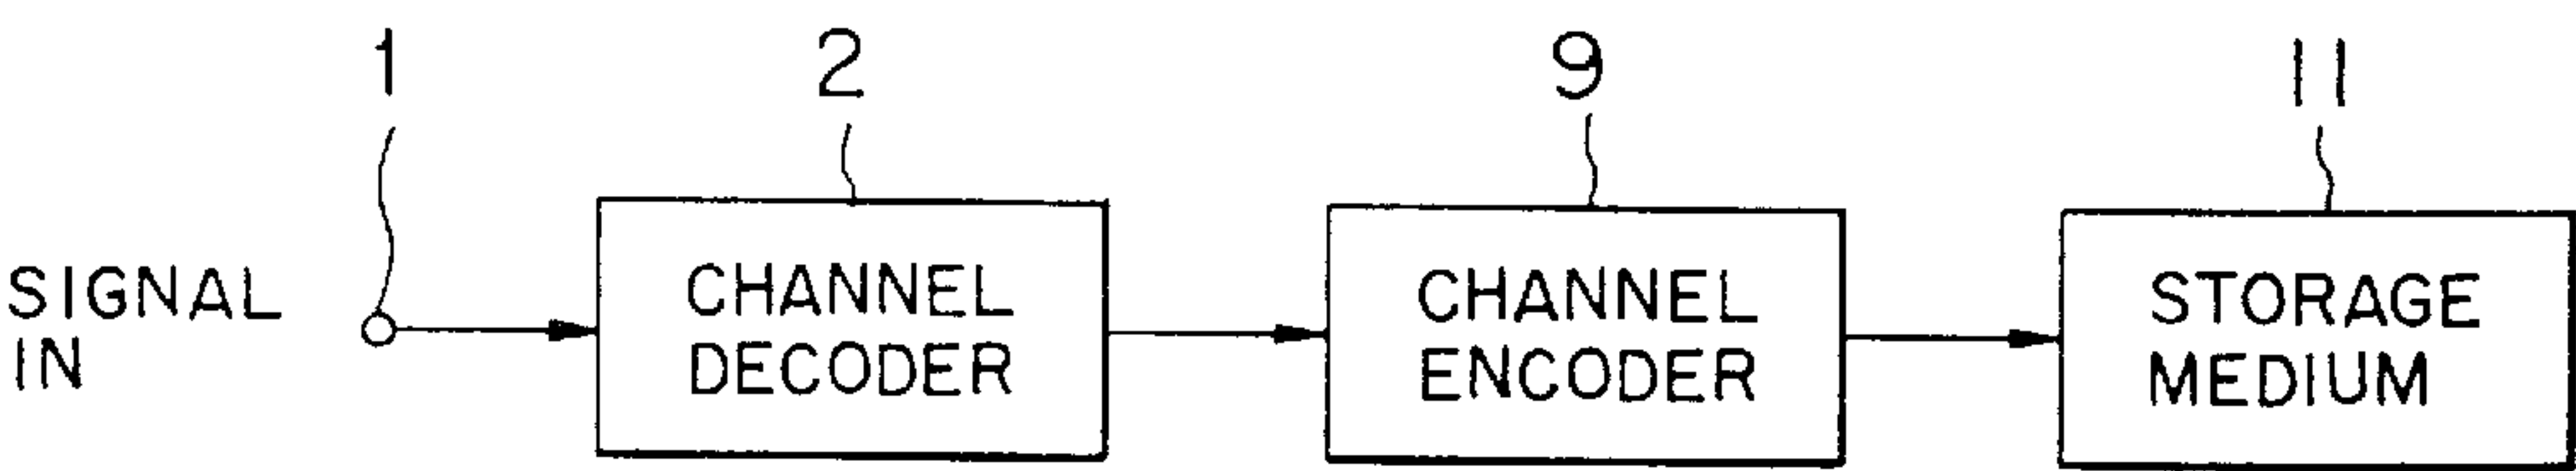 1
2
9
11
SIGNAL
IN
CHANNEL
DECODER
CHANNEL
ENCODER
STORAGE
MEDIUM